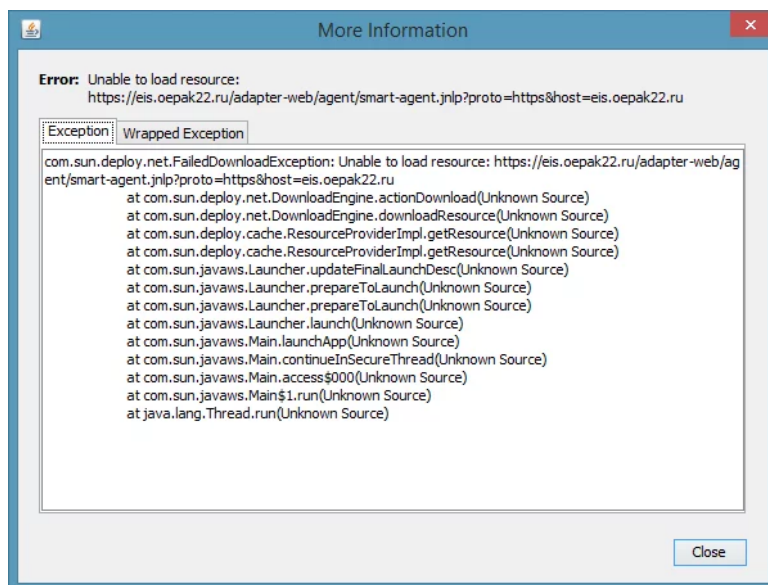 More Information
Error: Unable to load resource:
https://eis.oepak22.ru/adapter-web/agent/smart-agent.jnlp?proto=https&host=eis.oepak22.ru
Exception Wrapped Exception
com.sun.deploy.net.FailedDownloadException: Unable to load resource: https://eis.oepak22.ru/adapter-web/ag
ent/smart-agent.jnlp?proto=https&host=eis.oepak22.ru
at com.sun.deploy.net.DownloadEngine.actionDownload(Unknown Source)
at com.sun.deploy.net.DownloadEngine.downloadResource(Unknown Source)
at com.sun.deploy.cache.ResourceProviderImpl.getResource(Unknown Source)
at com.sun.deploy.cache.ResourceProviderImpl.getResource(Unknown Source)
at com.sun.javaws.Launcher.updateFinalLaunchDesc(Unknown Source)
at com.sun.javaws.Launcher.prepareToLaunch(Unknown Source)
at com.sun.javaws.Launcher.prepareToLaunch(Unknown Source)
at com.sun.javaws.Launcher.launch(Unknown Source)
at com.sun.javaws.Main.launchApp(Unknown Source)
at com.sun.javaws.Main.continueInSecureThread(Unknown Source)
at com.sun.javaws.Main.access$000(Unknown Source)
at com.sun.javaws.Main$1.run(Unknown Source)
at java.lang.Thread.run(Unknown Source)
Close